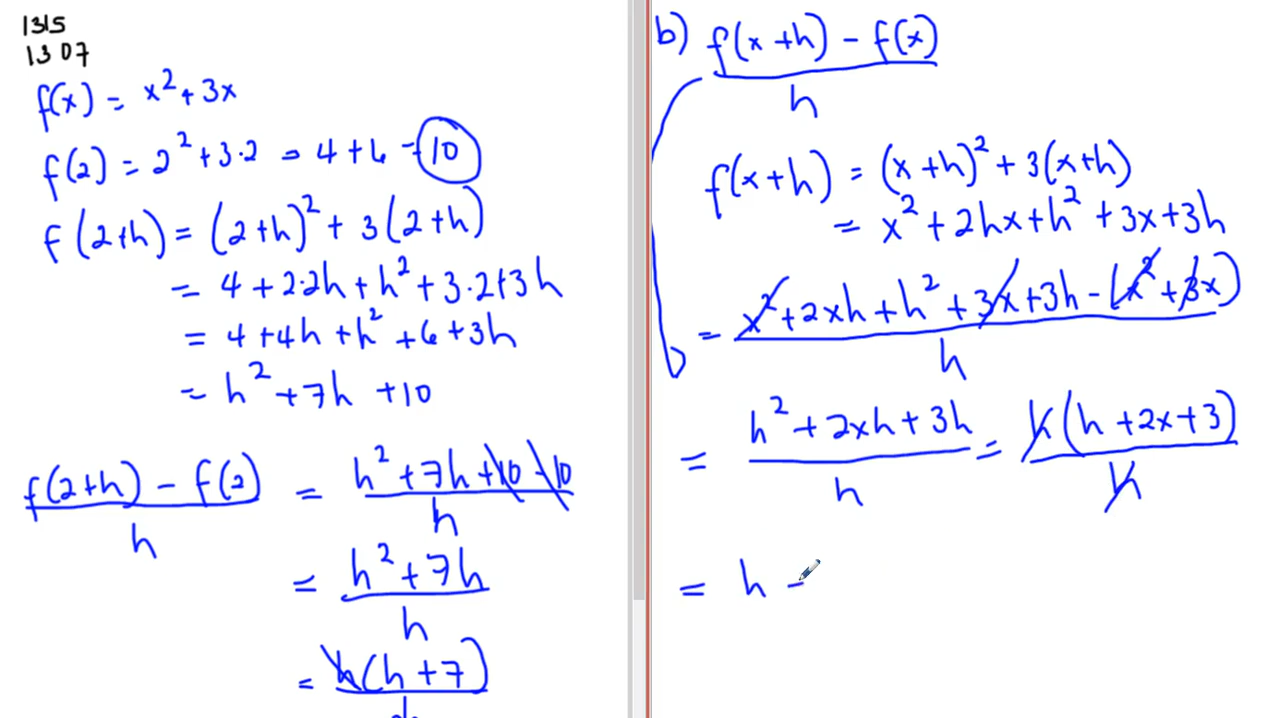 1315
1307
f(x) = x² + 3x
f(2) = 2² + 3·2 = 4 + 6 = 10
f(2+h) = (2+h)² + 3(2+h)
= 4 + 2·2h + h² + 3·2 + 3h
= 4 + 4h + h² + 6 + 3h
= h² + 7h + 10
(f(2+h) - f(2))/h = (h² + 7h + 10 - 10)/h
= (h² + 7h)/h
= h(h + 7)/h
b) (f(x+h) - f(x))/h
f(x+h) = (x+h)² + 3(x+h)
= x² + 2hx + h² + 3x + 3h
= (x² + 2xh + h² + 3x + 3h - (x² + 3x))/h
= (h² + 2xh + 3h)/h = h(h + 2x + 3)/h
= h -